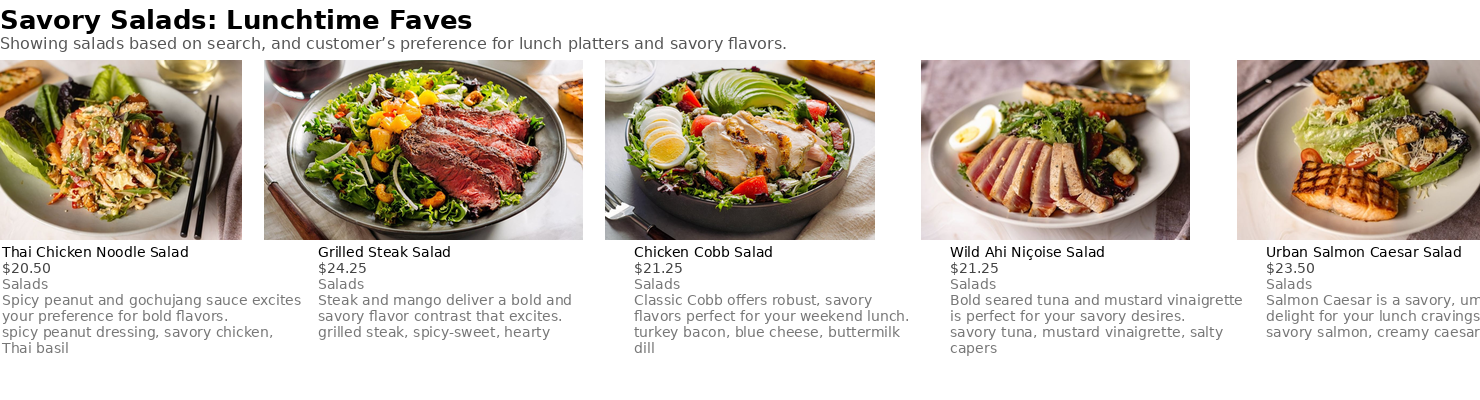 Savory Salads: Lunchtime Faves
Showing salads based on search, and customer’s preference for lunch platters and savory flavors.
Thai Chicken Noodle Salad
$20.50
Salads
Spicy peanut and gochujang sauce excites
your preference for bold flavors.
spicy peanut dressing, savory chicken,
Thai basil
Grilled Steak Salad
$24.25
Salads
Steak and mango deliver a bold and
savory flavor contrast that excites.
grilled steak, spicy-sweet, hearty
Chicken Cobb Salad
$21.25
Salads
Classic Cobb offers robust, savory
flavors perfect for your weekend lunch.
turkey bacon, blue cheese, buttermilk
dill
Wild Ahi Niçoise Salad
$21.25
Salads
Bold seared tuna and mustard vinaigrette
is perfect for your savory desires.
savory tuna, mustard vinaigrette, salty
capers
Urban Salmon Caesar Salad
$23.50
Salads
Salmon Caesar is a savory,
delight for your lunch cravings
savory salmon, creamy caesar